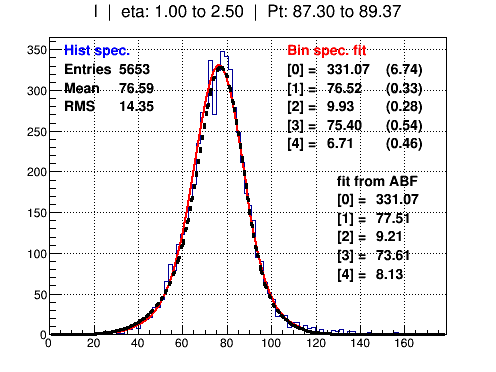 I | eta: 1.00 to 2.50 | Pt: 87.30 to 89.37
Hist spec.
Entries 5653
Mean 76.59
RMS 14.35
Bin spec. fit
[0] = 331.07 (6.74)
[1] = 76.52 (0.33)
[2] = 9.93 (0.28)
[3] = 75.40 (0.54)
[4] = 6.71 (0.46)
fit from ABF
[0] = 331.07
[1] = 77.51
[2] = 9.21
[3] = 73.61
[4] = 8.13
350
300
250
200
150
100
50
0
0 20 40 60 80 100 120 140 160